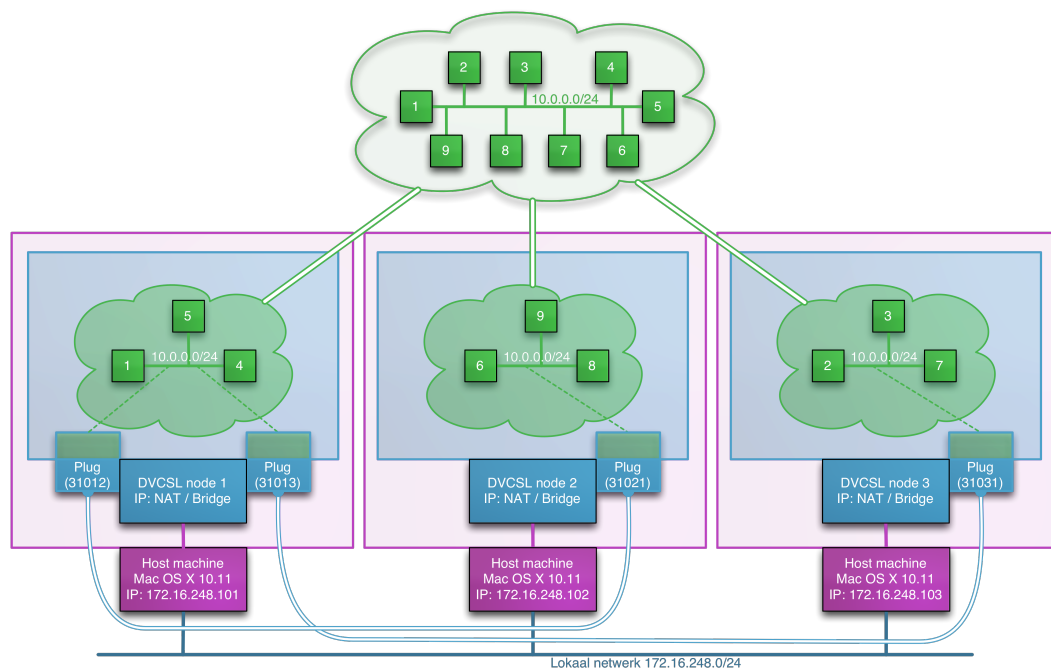 2
3
4
1
10.0.0.0/24
5
9
8
7
6
5
1
10.0.0.0/24
4
9
6
10.0.0.0/24
8
3
2
10.0.0.0/24
7
Plug
(31012)
DVCSL node 1
IP: NAT / Bridge
Plug
(31013)
DVCSL node 2
IP: NAT / Bridge
Plug
(31021)
DVCSL node 3
IP: NAT / Bridge
Plug
(31031)
Host machine
Mac OS X 10.11
IP: 172.16.248.101
Host machine
Mac OS X 10.11
IP: 172.16.248.102
Host machine
Mac OS X 10.11
IP: 172.16.248.103
Lokaal netwerk 172.16.248.0/24